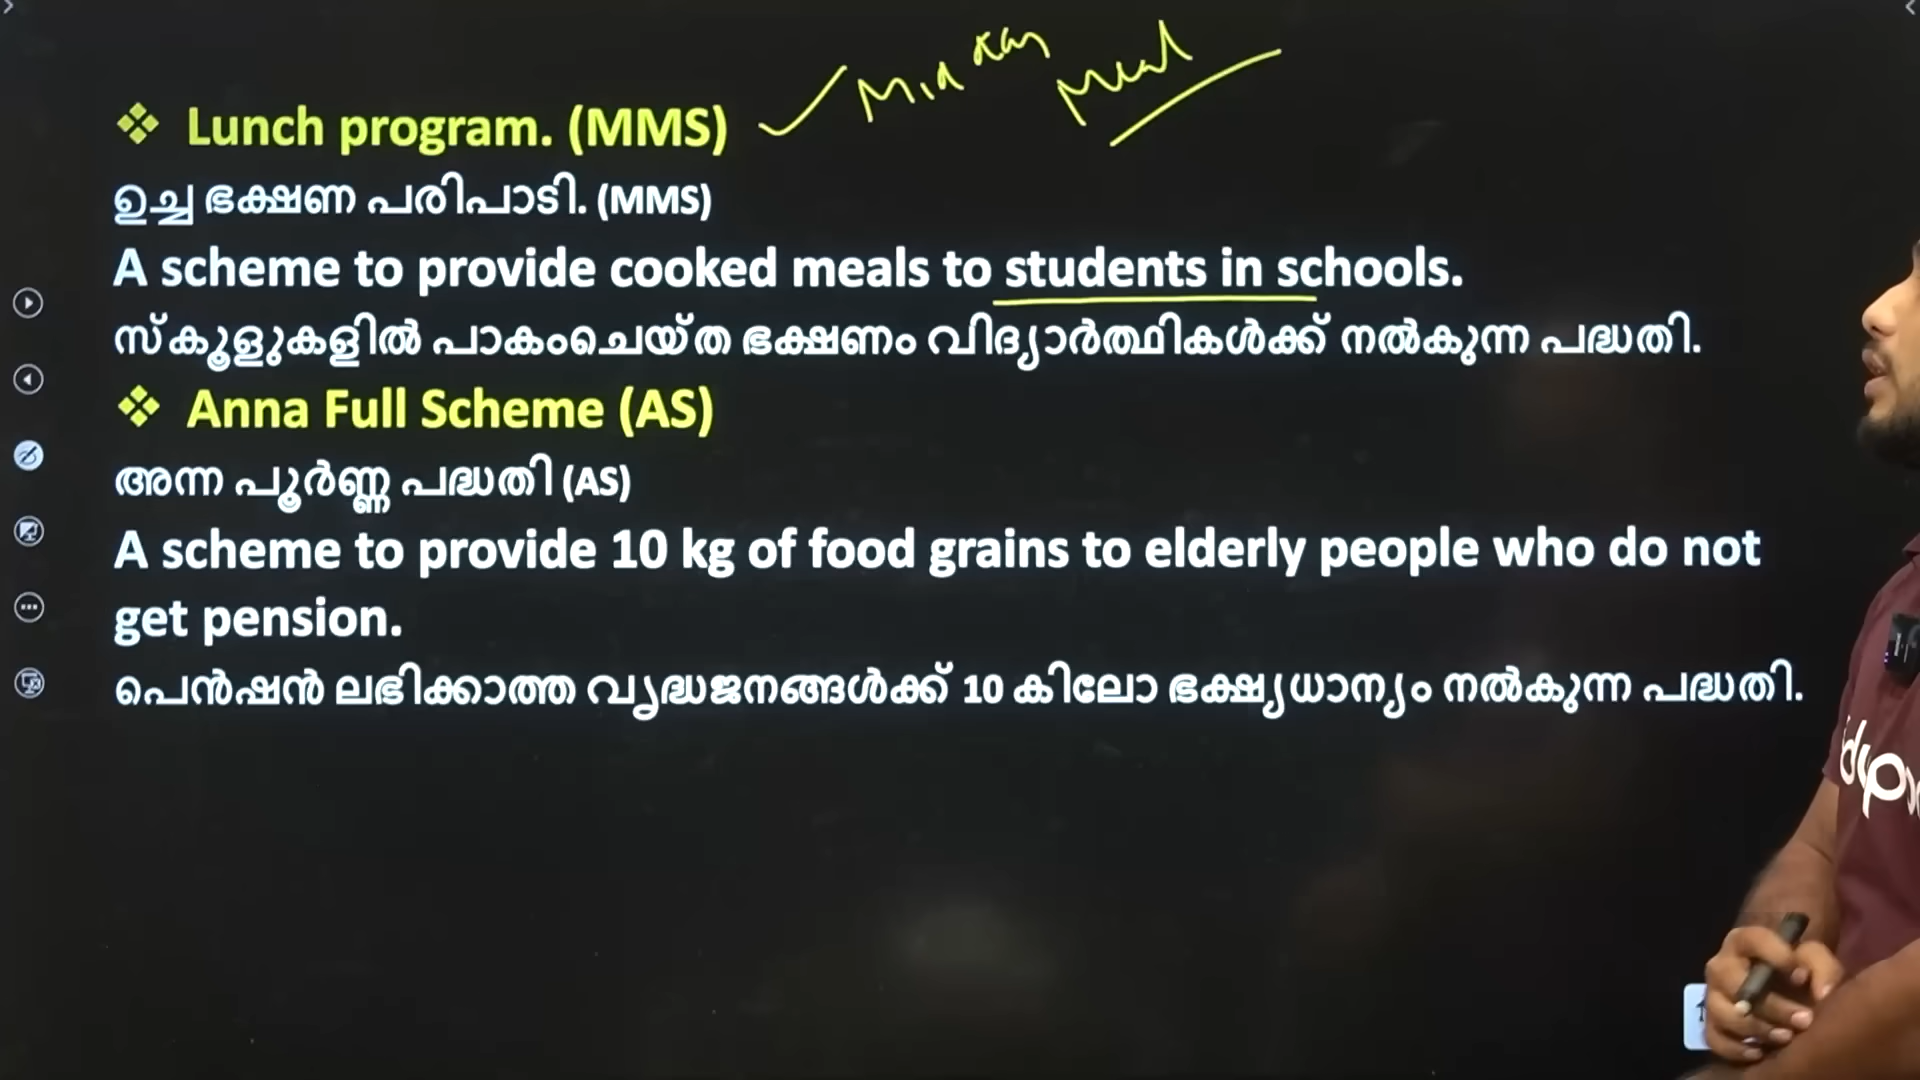 Mid day Meal
❖ Lunch program. (MMS)
ഉച്ച ഭക്ഷണ പരിപാടി. (MMS)
A scheme to provide cooked meals to students in schools.
സ്കൂളുകളിൽ പാകംചെയ്ത ഭക്ഷണം വിദ്യാർത്ഥികൾക്ക് നൽകുന്ന പദ്ധതി.
❖ Anna Full Scheme (AS)
അന്ന പൂർണ്ണ പദ്ധതി (AS)
A scheme to provide 10 kg of food grains to elderly people who do not
get pension.
പെൻഷൻ ലഭിക്കാത്ത വൃദ്ധജനങ്ങൾക്ക് 10 കിലോ ഭക്ഷ്യധാന്യം നൽകുന്ന പദ്ധതി.